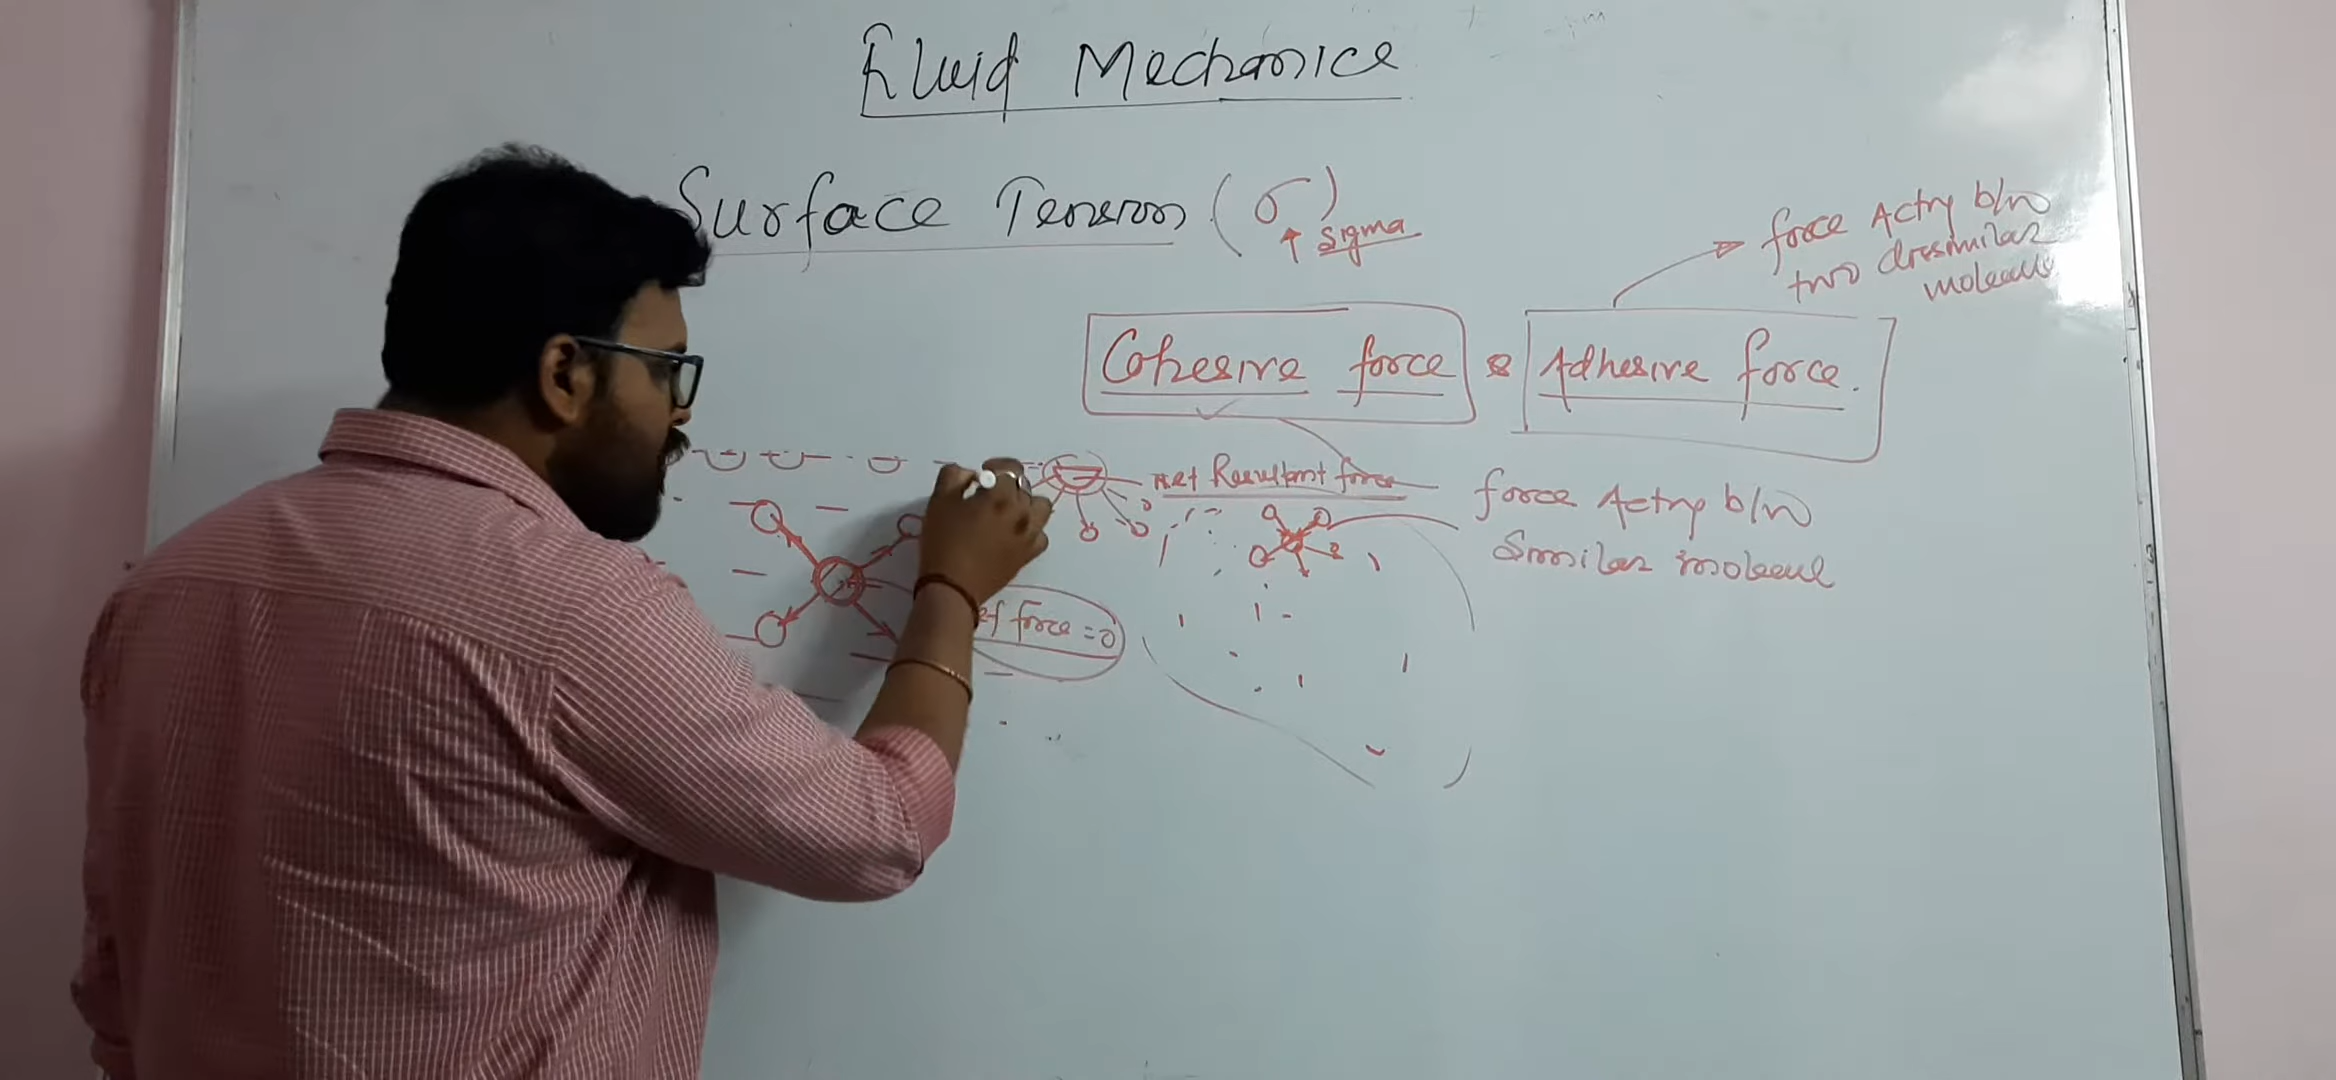 Fluid Mechanics
Surface Tension (σ)
↑ sigma
force Acting b/n
two dissimilar
molecules
Cohesive force & Adhesive force.
net Resultant force
force Acting b/n
Similar molecul
force = 0